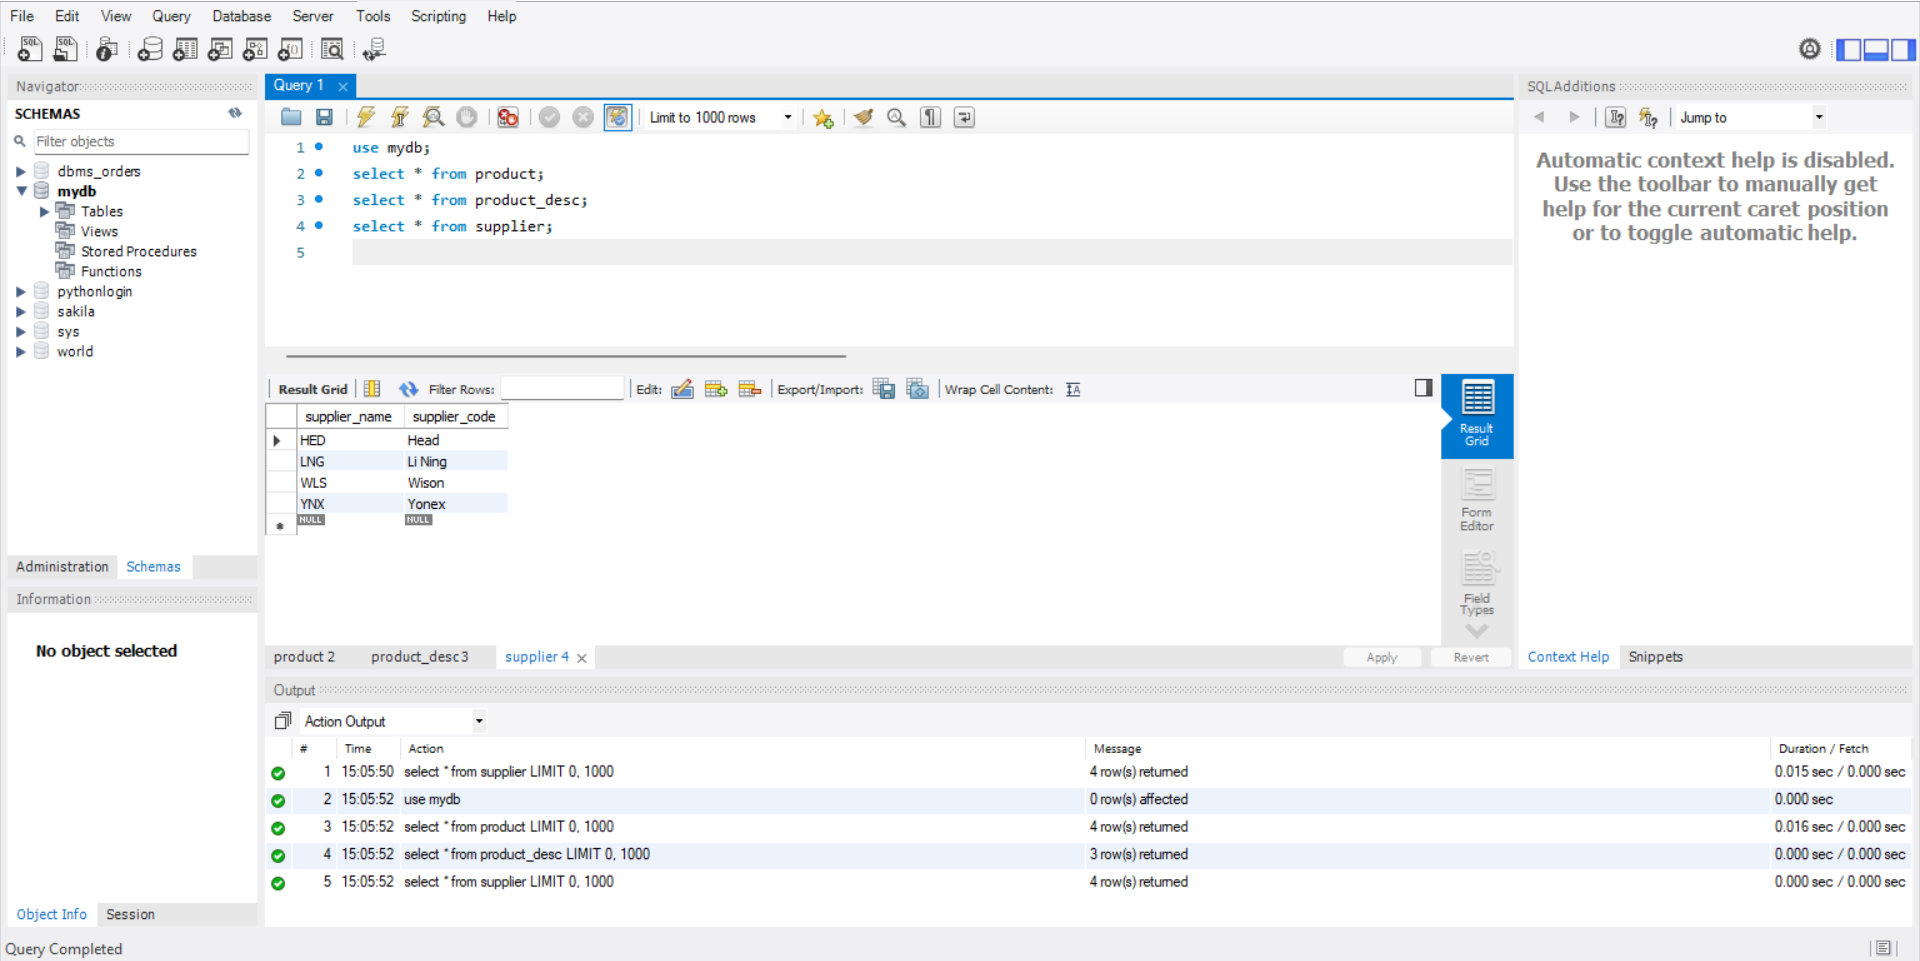 File Edit View Query Database Server Tools Scripting Help
Navigator
SCHEMAS
Filter objects
dbms_orders
mydb
Tables
Views
Stored Procedures
Functions
pythonlogin
sakila
sys
world
Administration Schemas
Information
No object selected
Object Info Session
Query 1
Limit to 1000 rows
1 use mydb;
2 select * from product;
3 select * from product_desc;
4 select * from supplier;
5
Result Grid Filter Rows: Edit: Export/Import: Wrap Cell Content:
supplier_name supplier_code
HED Head
LNG Li Ning
WLS Wison
YNX Yonex
NULL NULL
Result
Grid
Form
Editor
Field
Types
product 2 product_desc 3 supplier 4 Apply Revert
SQLAdditions
Jump to
Automatic context help is disabled.
Use the toolbar to manually get
help for the current caret position
or to toggle automatic help.
Context Help Snippets
Output
Action Output
# Time Action Message Duration / Fetch
1 15:05:50 select * from supplier LIMIT 0, 1000 4 row(s) returned 0.015 sec / 0.000 sec
2 15:05:52 use mydb 0 row(s) affected 0.000 sec
3 15:05:52 select * from product LIMIT 0, 1000 4 row(s) returned 0.016 sec / 0.000 sec
4 15:05:52 select * from product_desc LIMIT 0, 1000 3 row(s) returned 0.000 sec / 0.000 sec
5 15:05:52 select * from supplier LIMIT 0, 1000 4 row(s) returned 0.000 sec / 0.000 sec
Query Completed